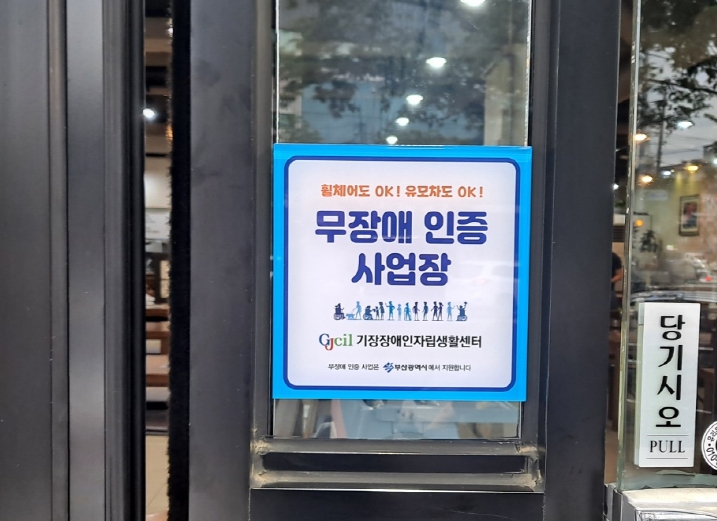 휠체어도 OK! 유모차도 OK!
무장애 인증
사업장
GJcil 기장장애인자립생활센터
무장애 인증 사업은 부산광역시에서 지원합니다
당기시오
PULL